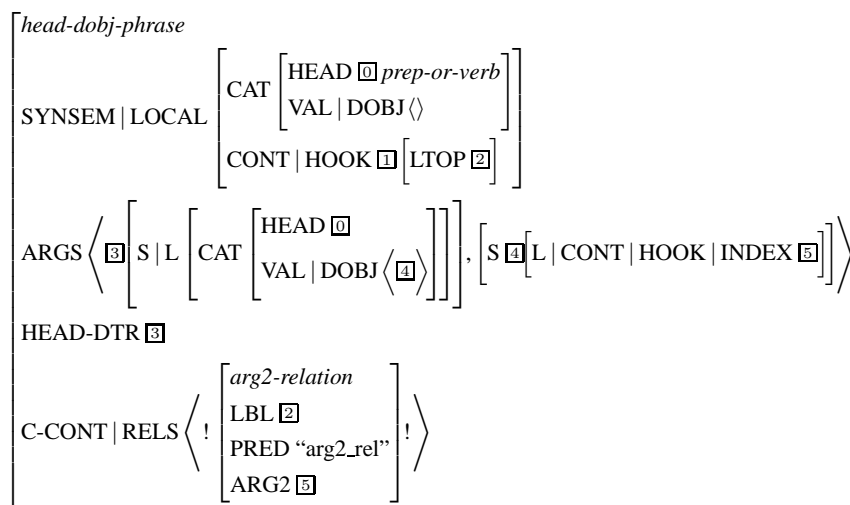 head-dobj-phrase
SYNSEM | LOCAL [CAT [HEAD 0 prep-or-verb
VAL | DOBJ ⟨⟩]
CONT | HOOK 1 [LTOP 2]]
ARGS ⟨ 3 [S | L [CAT [HEAD 0
VAL | DOBJ ⟨ 4 ⟩]]], [S 4 [L | CONT | HOOK | INDEX 5]] ⟩
HEAD-DTR 3
C-CONT | RELS ⟨ ! [arg2-relation
LBL 2
PRED “arg2_rel”
ARG2 5] ! ⟩